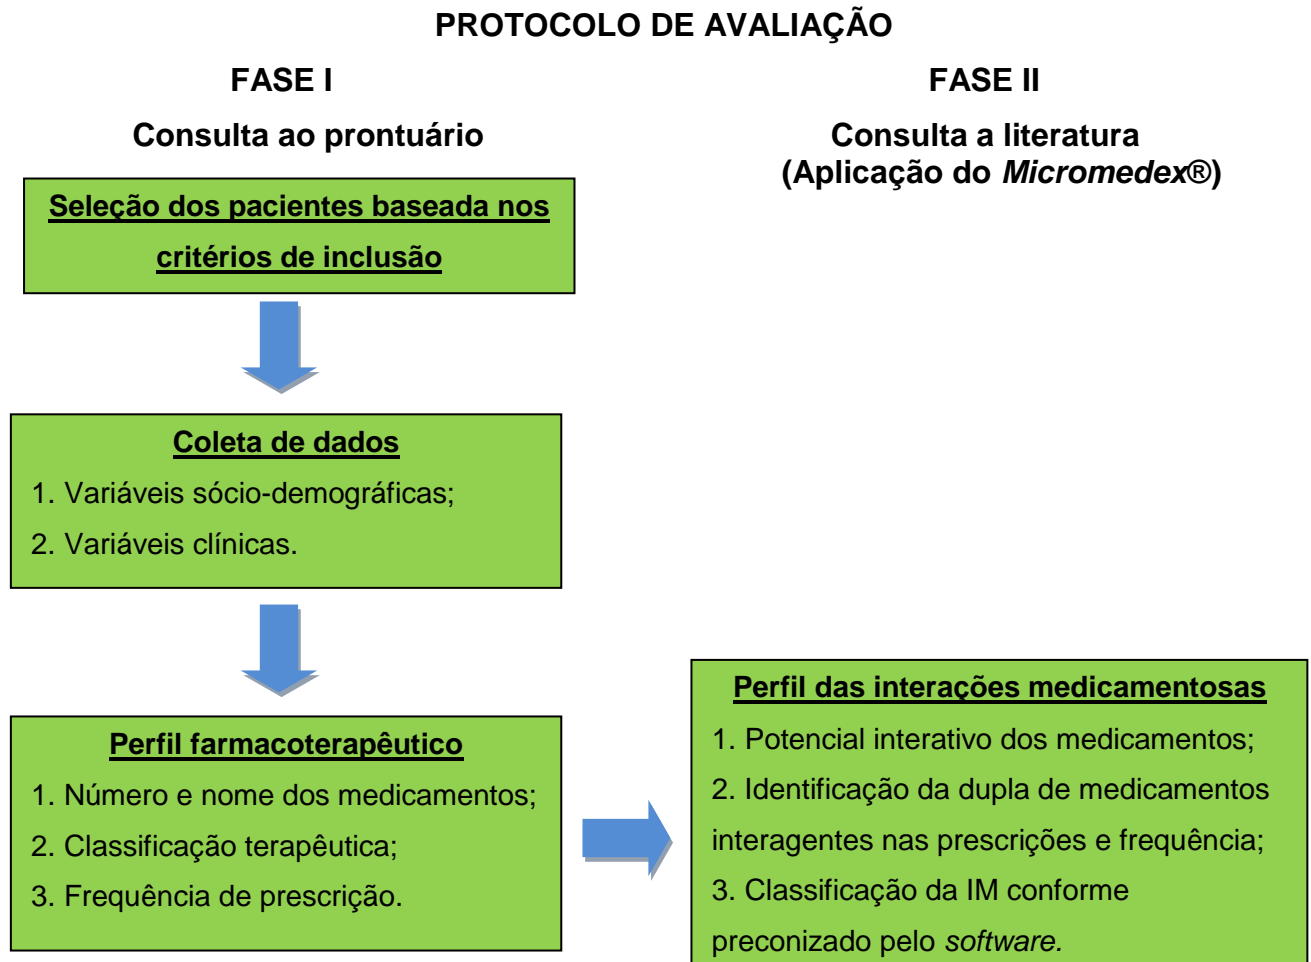 PROTOCOLO DE AVALIAÇÃO
FASE I
Consulta ao prontuário
Seleção dos pacientes baseada nos
critérios de inclusão
Coleta de dados
1. Variáveis sócio-demográficas;
2. Variáveis clínicas.
Perfil farmacoterapêutico
1. Número e nome dos medicamentos;
2. Classificação terapêutica;
3. Frequência de prescrição.
FASE II
Consulta a literatura
(Aplicação do Micromedex®)
Perfil das interações medicamentosas
1. Potencial interativo dos medicamentos;
2. Identificação da dupla de medicamentos
interagentes nas prescrições e frequência;
3. Classificação da IM conforme
preconizado pelo software.